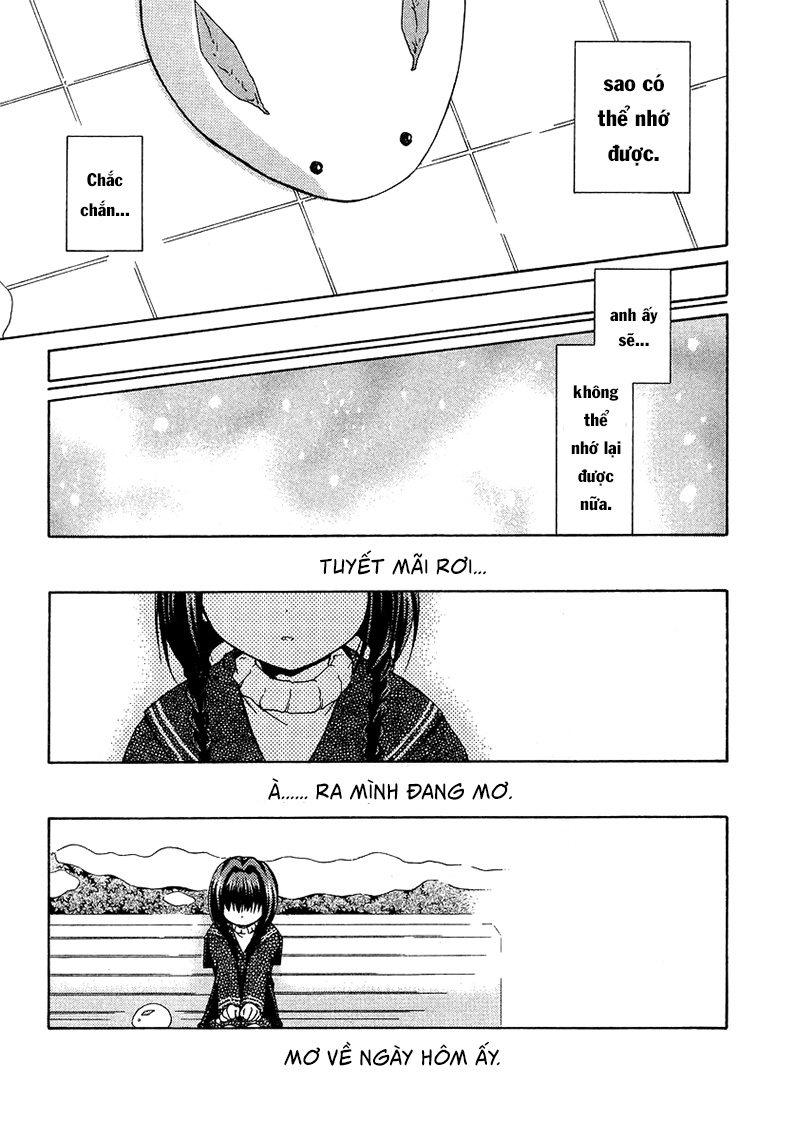 sao có
thể nhớ
được.
Chắc
chắn...
anh ấy
sẽ...
không
thể
nhớ lại
được
nữa.
TUYẾT MÃI RƠI...
À...... RA MÌNH ĐANG MƠ.
MƠ VỀ NGÀY HÔM ẤY.